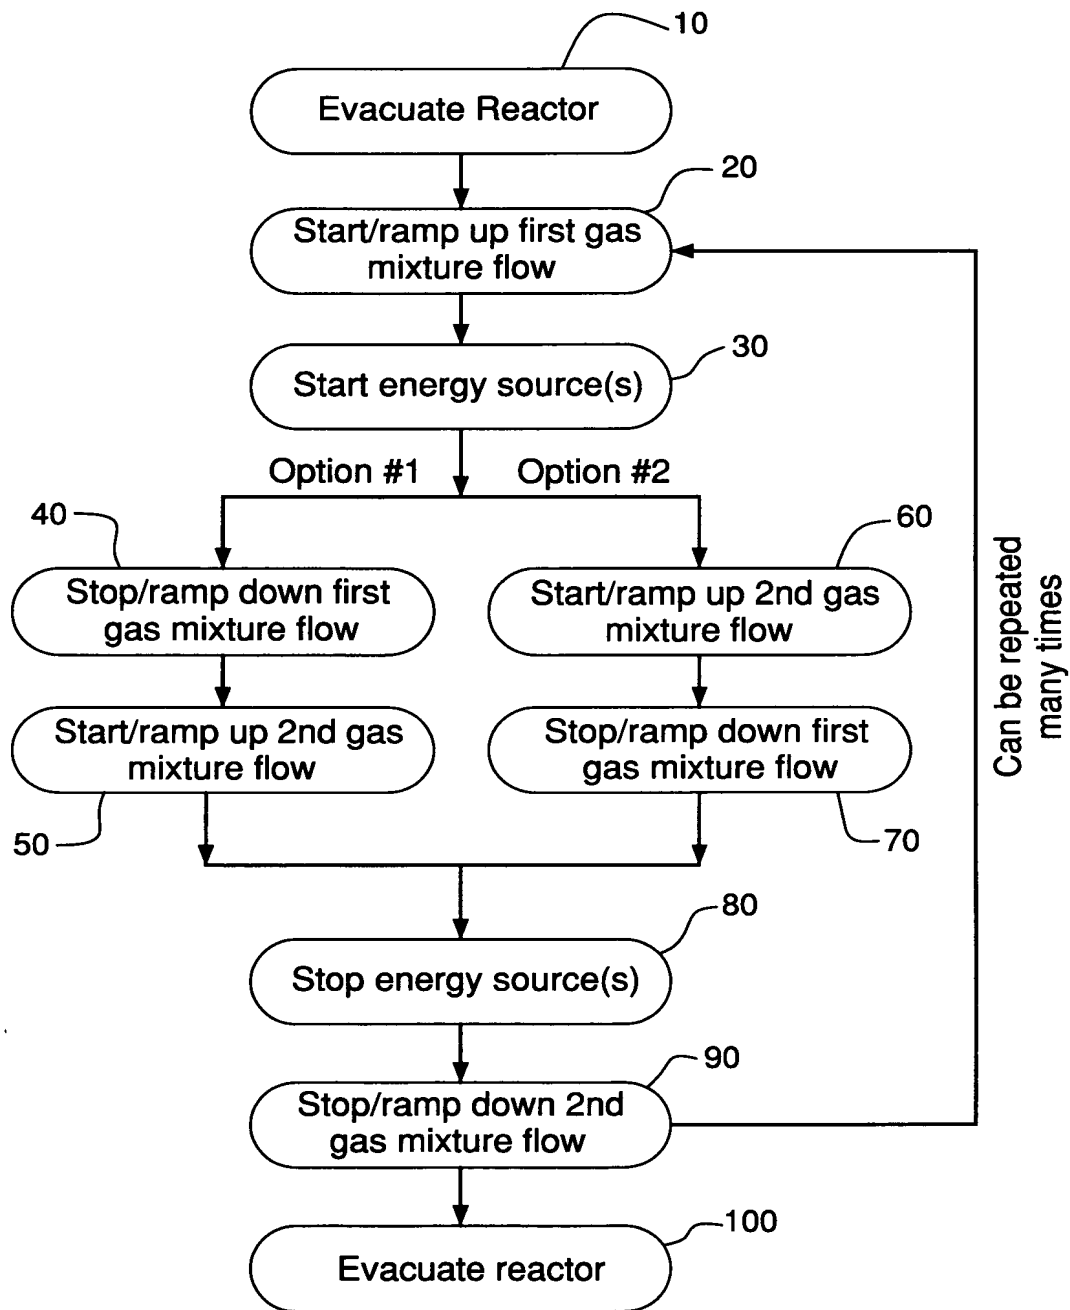 10
Evacuate Reactor
20
Start/ramp up first gas
mixture flow
30
Start energy source(s)
Option #1
Option #2
40
Stop/ramp down first
gas mixture flow
Start/ramp up 2nd gas
mixture flow
50
60
Start/ramp up 2nd gas
mixture flow
Stop/ramp down first
gas mixture flow
70
80
Stop energy source(s)
90
Stop/ramp down 2nd
gas mixture flow
100
Evacuate reactor
Can be repeated
many times